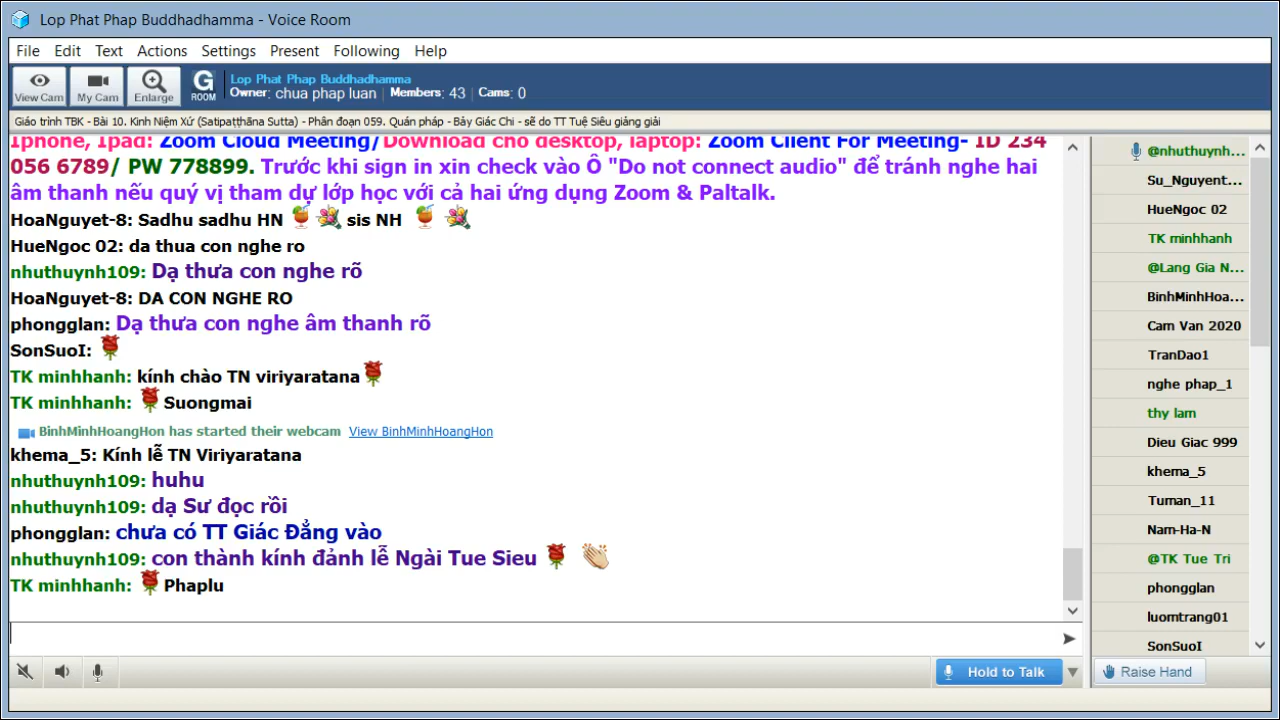 Lop Phat Phap Buddhadhamma - Voice Room
File Edit Text Actions Settings Present Following Help
View Cam My Cam Enlarge G ROOM
Lop Phat Phap Buddhadhamma
Owner: chua phap luan Members: 43 Cams: 0
Giáo trình TBK - Bài 10. Kinh Niệm Xứ (Satipaṭṭhāna Sutta) - Phân đoạn 059. Quán pháp - Bảy Giác Chi - sẽ do TT Tuệ Siêu giảng giải
Iphone, Ipad: Zoom Cloud Meeting/Download cho desktop, laptop: Zoom Client For Meeting- ID 234
056 6789/ PW 778899. Trước khi sign in xin check vào Ô "Do not connect audio" để tránh nghe hai
âm thanh nếu quý vị tham dự lớp học với cả hai ứng dụng Zoom & Paltalk.
HoaNguyet-8: Sadhu sadhu HN sis NH
HueNgoc 02: da thua con nghe ro
nhuthuynh109: Dạ thưa con nghe rõ
HoaNguyet-8: DA CON NGHE RO
phongglan: Dạ thưa con nghe âm thanh rõ
SonSuoI:
TK minhhanh: kính chào TN viriyaratana
TK minhhanh: Suongmai
BinhMinhHoangHon has started their webcam View BinhMinhHoangHon
khema_5: Kính lễ TN Viriyaratana
nhuthuynh109: huhu
nhuthuynh109: dạ Sư đọc rồi
phongglan: chưa có TT Giác Đẳng vào
nhuthuynh109: con thành kính đảnh lễ Ngài Tue Sieu
TK minhhanh: Phaplu
@nhuthuynh...
Su_Nguyent...
HueNgoc 02
TK minhhanh
@Lang Gia N...
BinhMinhHoa...
Cam Van 2020
TranDao1
nghe phap_1
thy lam
Dieu Giac 999
khema_5
Tuman_11
Nam-Ha-N
@TK Tue Tri
phongglan
luomtrang01
SonSuoI
Hold to Talk
Raise Hand